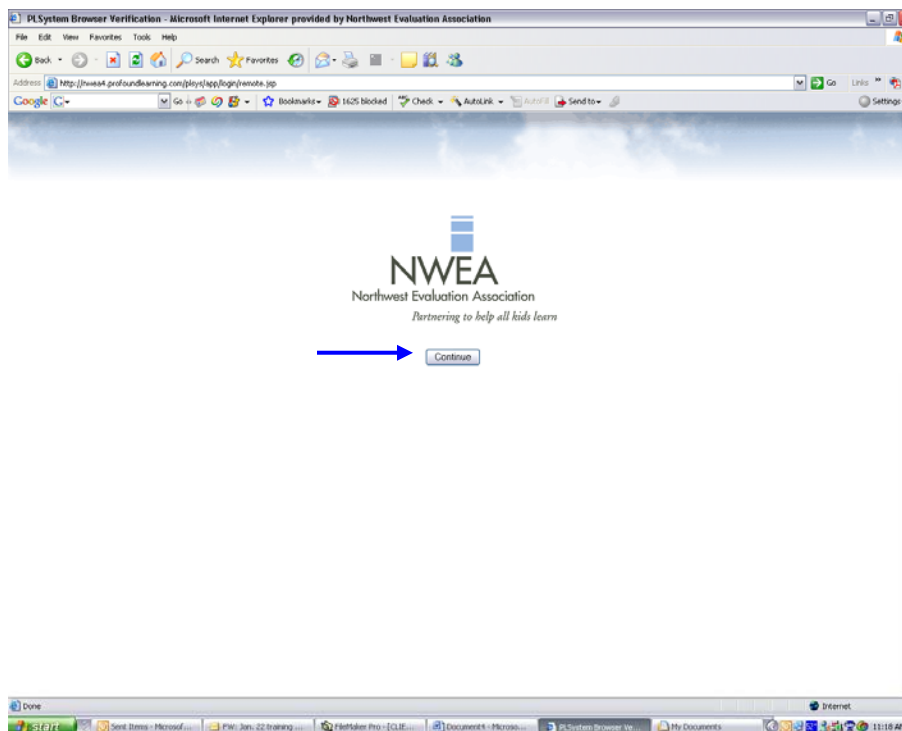 PLSystem Browser Verification - Microsoft Internet Explorer provided by Northwest Evaluation Association
File Edit View Favorites Tools Help
Back Search Favorites
Address http://nwea4.profoundlearning.com/plsys/app/login/remote.jsp Go Links »
Google G Go Bookmarks 1625 blocked Check AutoLink AutoFill Send to Settings
NWEA
Northwest Evaluation Association
Partnering to help all kids learn
Continue
Done Internet
start Sent Items - Microsof... FW: Jan. 22 training ... FileMaker Pro - [CLIE... Document4 - Microso... PLSystem Browser Ve... My Documents 11:18 AM